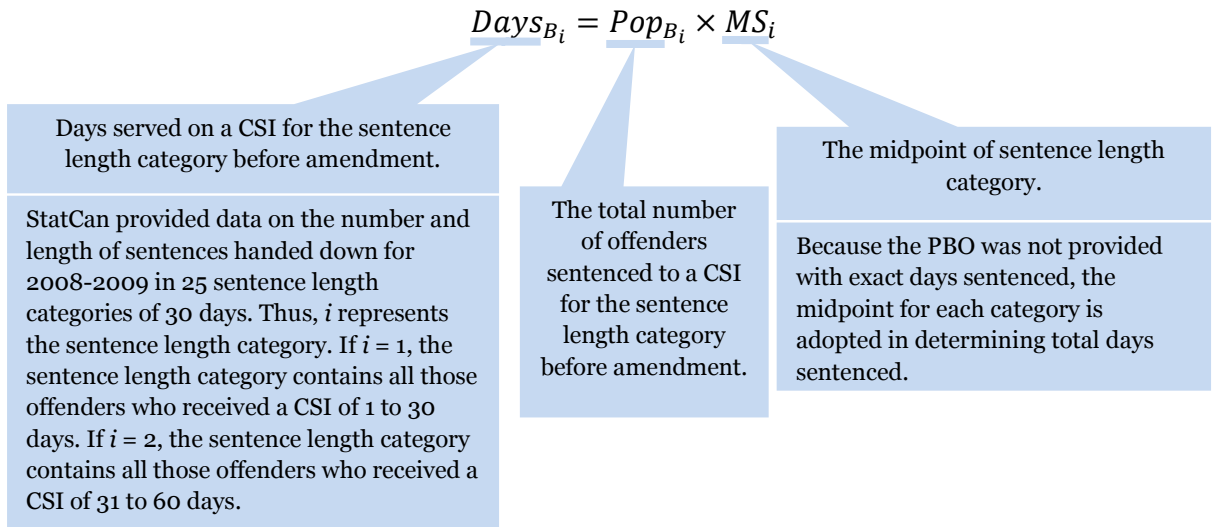 Days_{B_i} = Pop_{B_i} × MS_i
Days served on a CSI for the sentence
length category before amendment.
StatCan provided data on the number and
length of sentences handed down for
2008-2009 in 25 sentence length
categories of 30 days. Thus, i represents
the sentence length category. If i = 1, the
sentence length category contains all those
offenders who received a CSI of 1 to 30
days. If i = 2, the sentence length category
contains all those offenders who received a
CSI of 31 to 60 days.
The total number
of offenders
sentenced to a CSI
for the sentence
length category
before amendment.
The midpoint of sentence length
category.
Because the PBO was not provided
with exact days sentenced, the
midpoint for each category is
adopted in determining total days
sentenced.